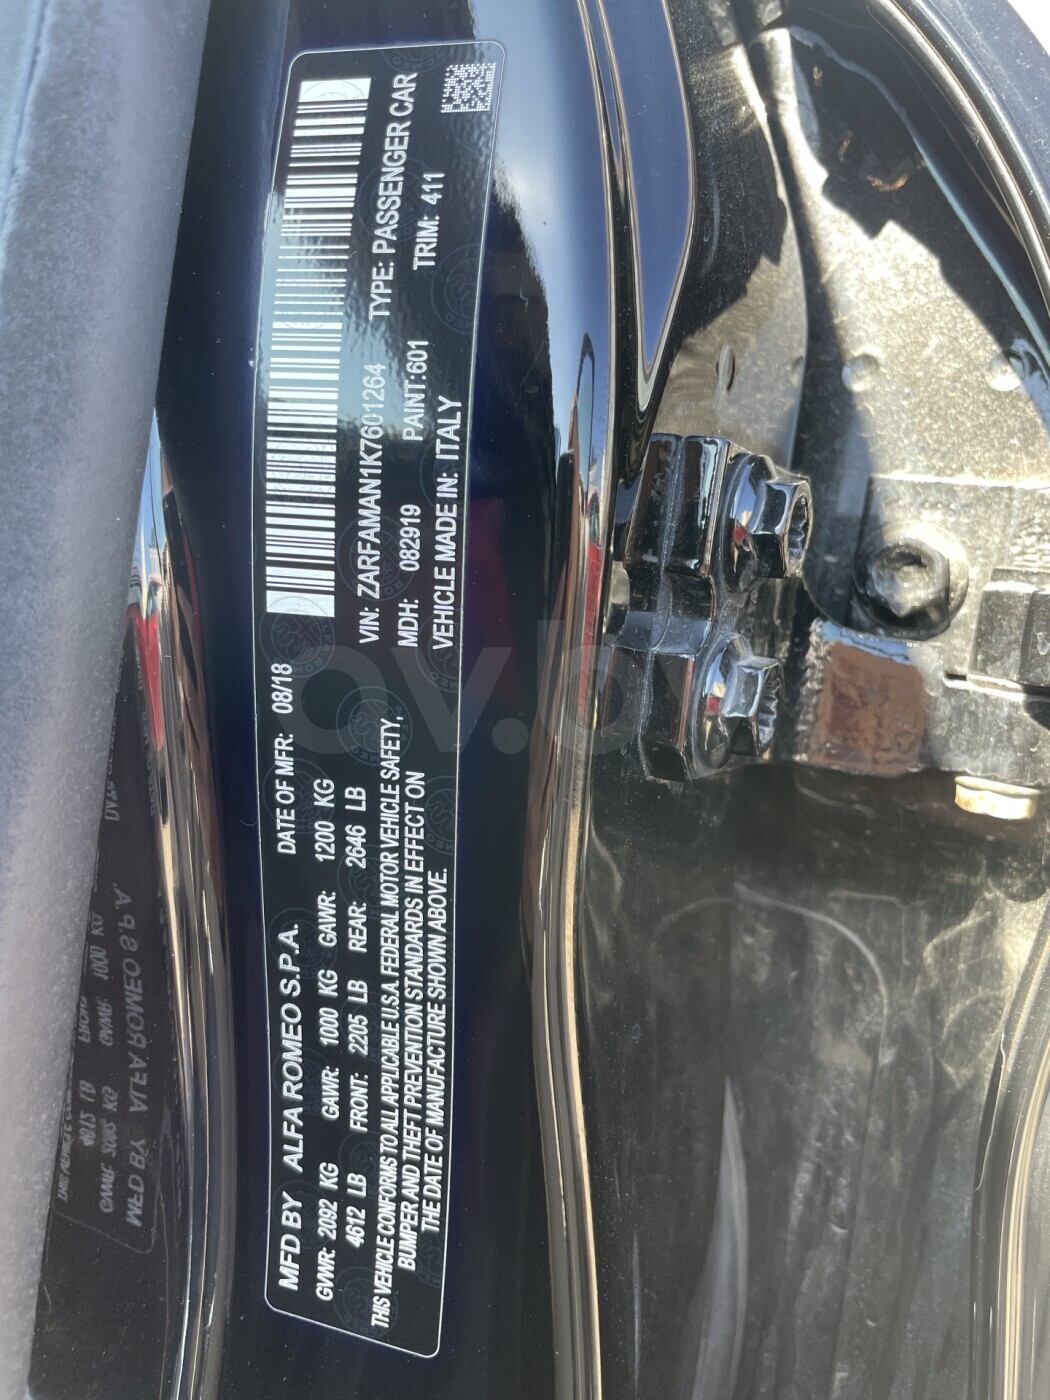 MFD BY ALFA ROMEO S.P.A. DATE OF MFR: 08/18
GVWR: 2092 KG GAWR: 1000 KG GAWR: 1200 KG
4612 LB FRONT: 2205 LB REAR: 2646 LB
THIS VEHICLE CONFORMS TO ALL APPLICABLE U.S.A. FEDERAL MOTOR VEHICLE SAFETY,
BUMPER AND THEFT PREVENTION STANDARDS IN EFFECT ON
THE DATE OF MANUFACTURE SHOWN ABOVE.
VIN: ZARFAMAN1K7601264 TYPE: PASSENGER CAR
MDH: 082919 PAINT:601 TRIM: 411
VEHICLE MADE IN: ITALY
av.by